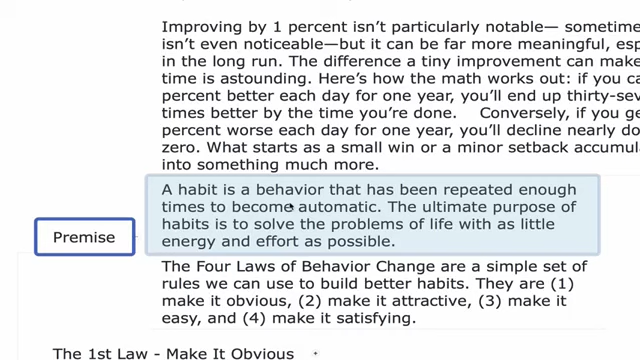 Improving by 1 percent isn't particularly notable— sometime
isn't even noticeable—but it can be far more meaningful, esp
in the long run. The difference a tiny improvement can make
time is astounding. Here's how the math works out: if you ca
percent better each day for one year, you'll end up thirty-sev
times better by the time you're done. Conversely, if you ge
percent worse each day for one year, you'll decline nearly do
zero. What starts as a small win or a minor setback accumula
into something much more.
A habit is a behavior that has been repeated enough
times to become automatic. The ultimate purpose of
habits is to solve the problems of life with as little
energy and effort as possible.
Premise
The Four Laws of Behavior Change are a simple set of
rules we can use to build better habits. They are (1)
make it obvious, (2) make it attractive, (3) make it
easy, and (4) make it satisfying.
The 1st Law - Make It Obvious